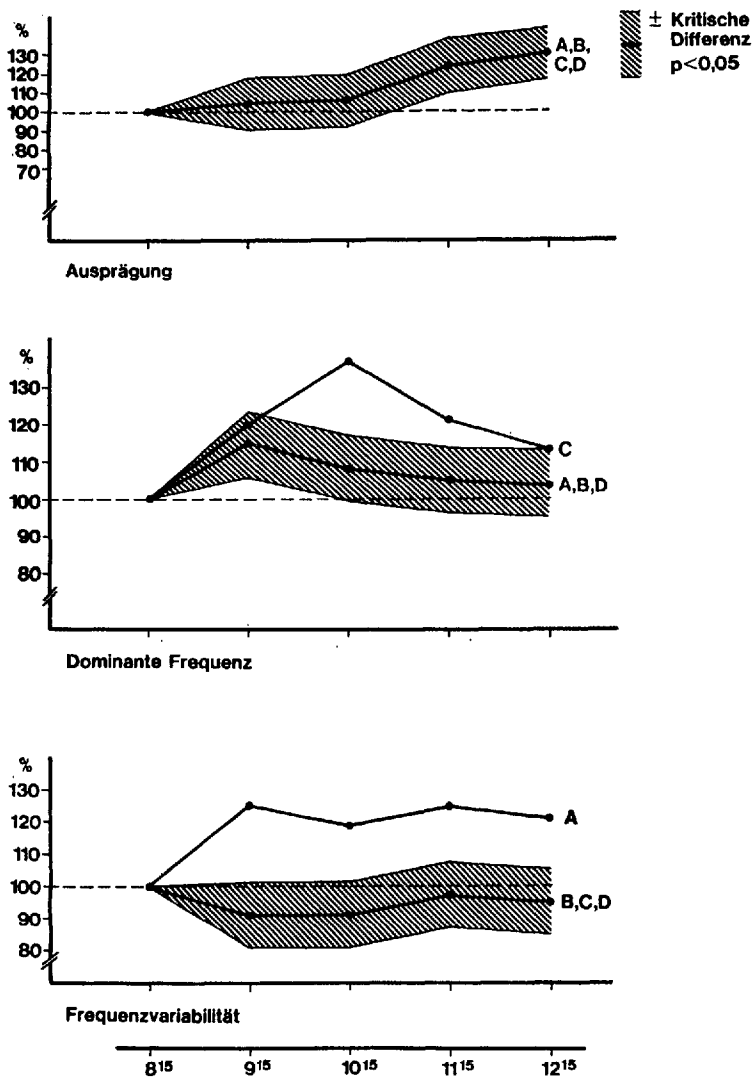 %
130
120
110
100
90
80
70
A,B,
C,D
± Kritische
Differenz
p<0,05
Ausprägung
%
130
120
110
100
90
80
C
A,B,D
Dominante Frequenz
%
130
120
110
100
90
80
A
B,C,D
Frequenzvariabilität
8¹⁵ 9¹⁵ 10¹⁵ 11¹⁵ 12¹⁵